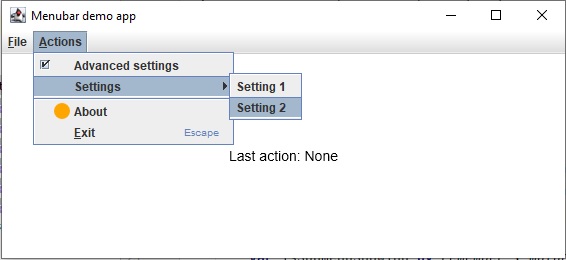 Menubar demo app
File Actions
Advanced settings
Settings
Setting 1
Setting 2
About
Exit Escape
Last action: None